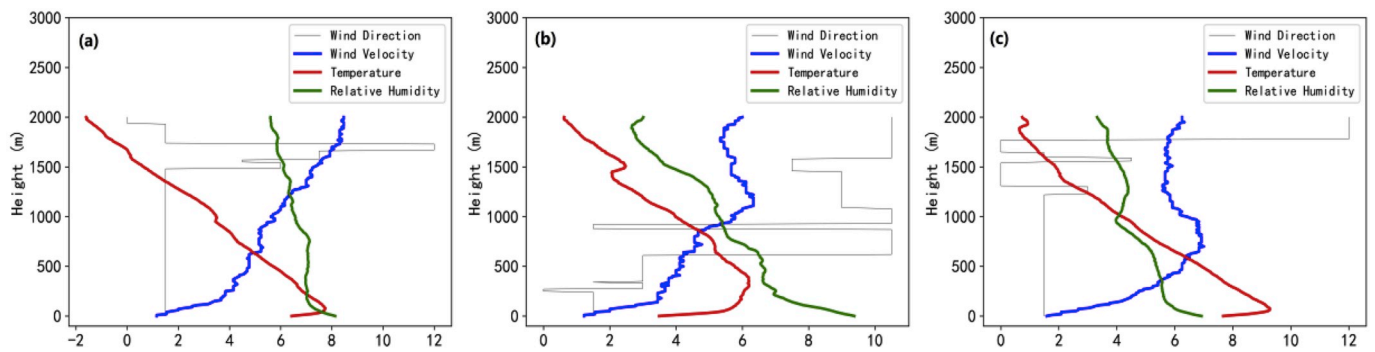 3000
2500
2000
1500
1000
500
0
Height (m)
(a)
Wind Direction
Wind Velocity
Temperature
Relative Humidity
-2 0 2 4 6 8 10 12
3000
2500
2000
1500
1000
500
0
Height (m)
(b)
Wind Direction
Wind Velocity
Temperature
Relative Humidity
0 2 4 6 8 10
3000
2500
2000
1500
1000
500
0
Height (m)
(c)
Wind Direction
Wind Velocity
Temperature
Relative Humidity
0 2 4 6 8 10 12